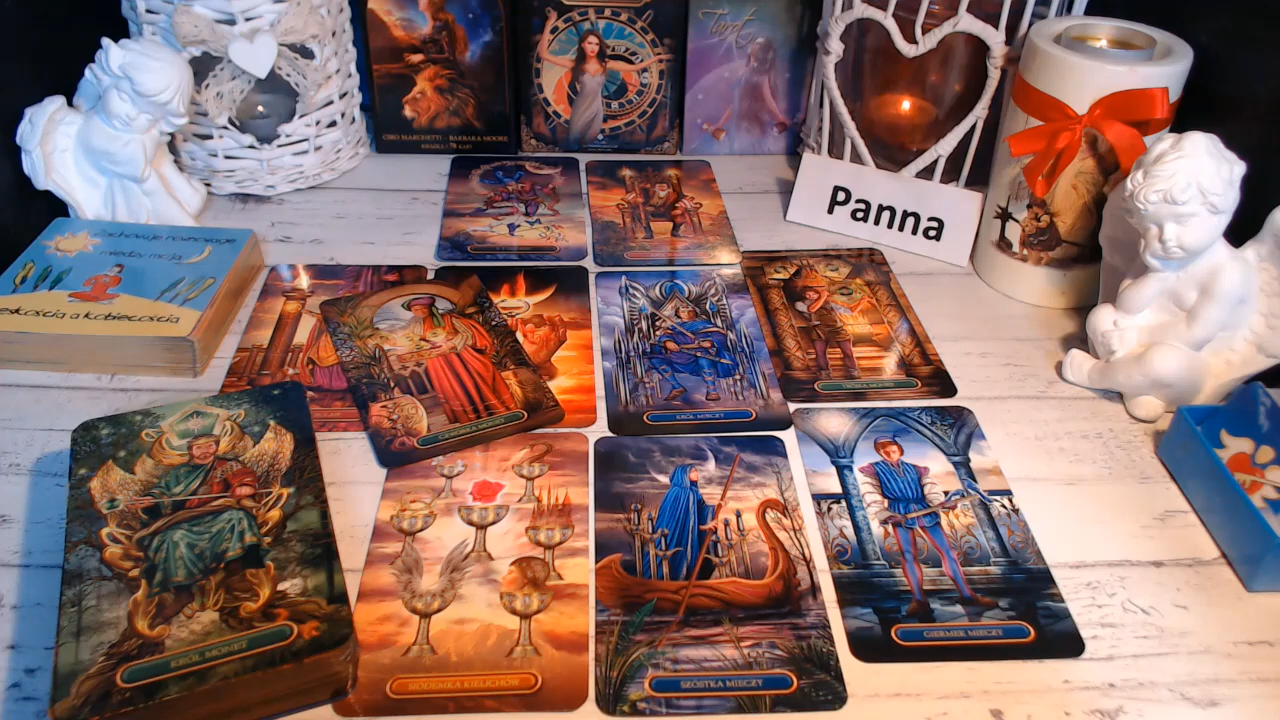 CIRO MARCHETTI - BARBARA MOORE
Tarot
Panna
Zachowuję równowagę
między moją
męskością a kobiecością
KRÓL MIECZY
TRÓJKA MONET
KRÓL MONET
SIÓDEMKA KIELICHÓW
SZÓSTKA MIECZY
GIERMEK MIECZY